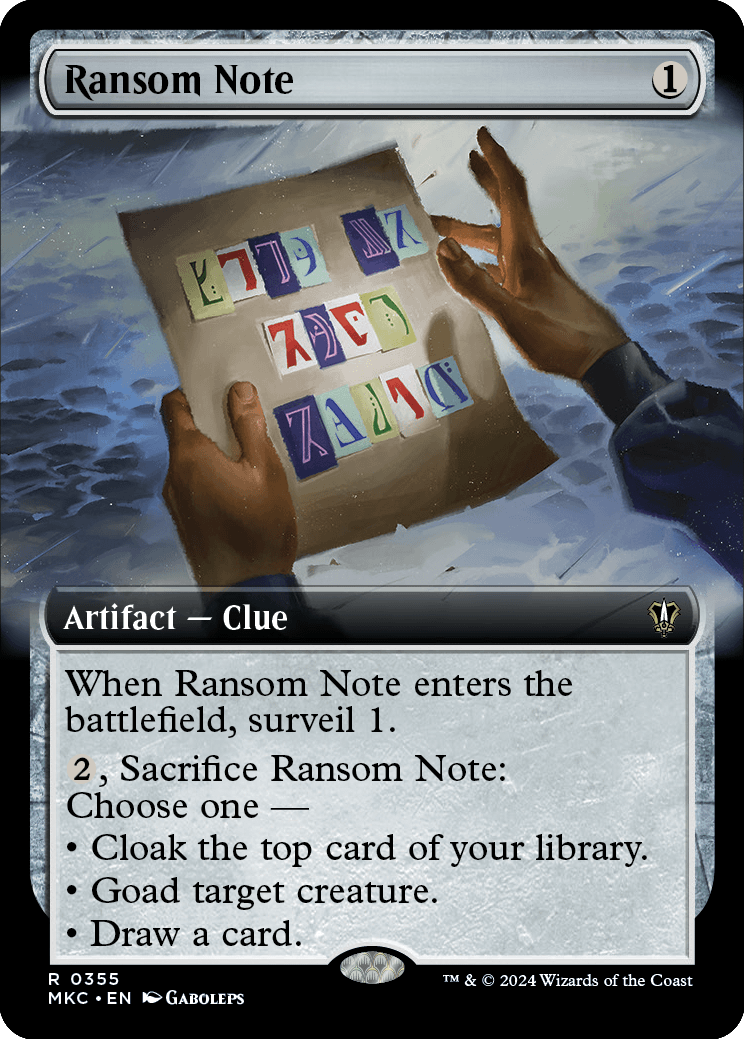 Ransom Note
1
Artifact — Clue
When Ransom Note enters the
battlefield, surveil 1.
2, Sacrifice Ransom Note:
Choose one —
• Cloak the top card of your library.
• Goad target creature.
• Draw a card.
R 0355
MKC • EN Gaboleps
™ & © 2024 Wizards of the Coast